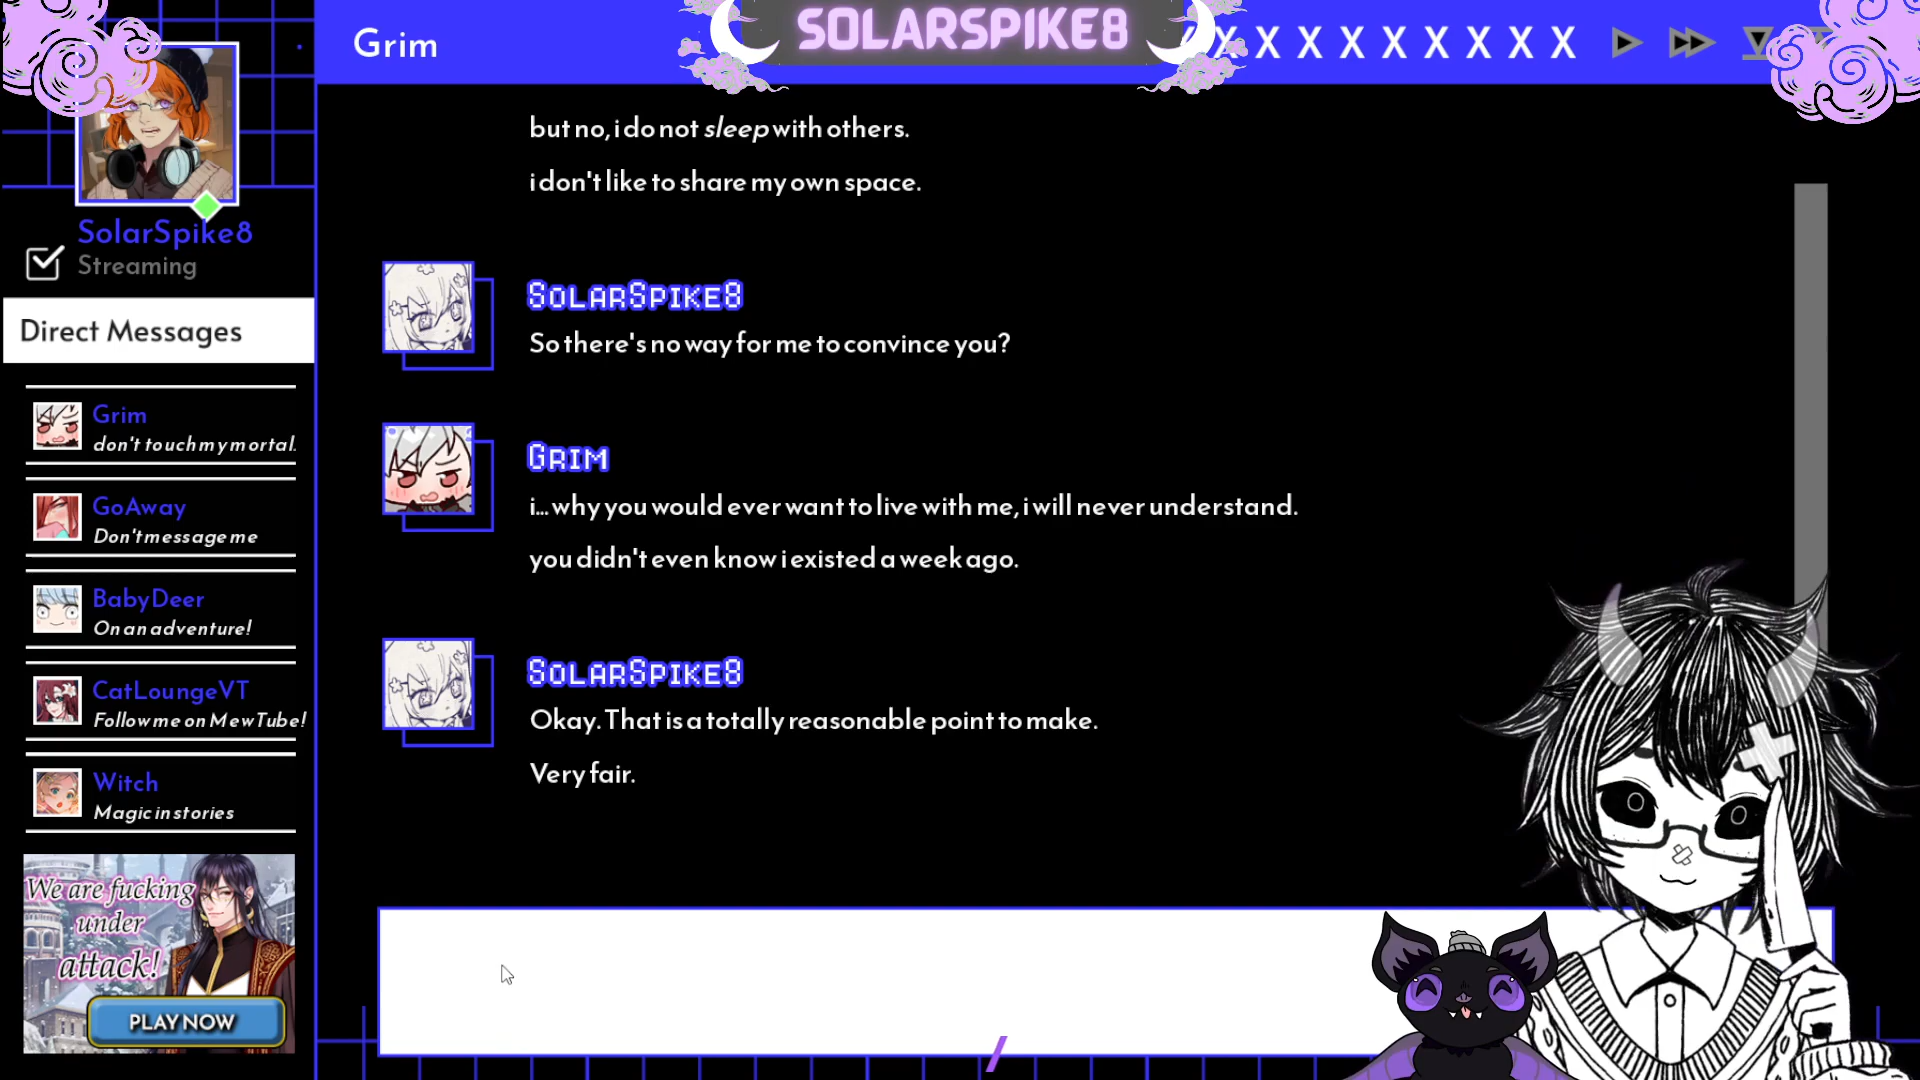 SOLARSPIKE8
Grim
X X X X X X X X X
SolarSpike8
Streaming
Direct Messages
Grim
don't touch my mortal.
GoAway
Don't message me
BabyDeer
On an adventure!
CatLoungeVT
Follow me on MewTube!
Witch
Magic in stories
We are fucking
under
attack!
PLAY NOW
but no, i do not sleep with others.
i don't like to share my own space.
SolarSpike8
So there's no way for me to convince you?
Grim
i... why you would ever want to live with me, i will never understand.
you didn't even know i existed a week ago.
SolarSpike8
Okay. That is a totally reasonable point to make.
Very fair.
/